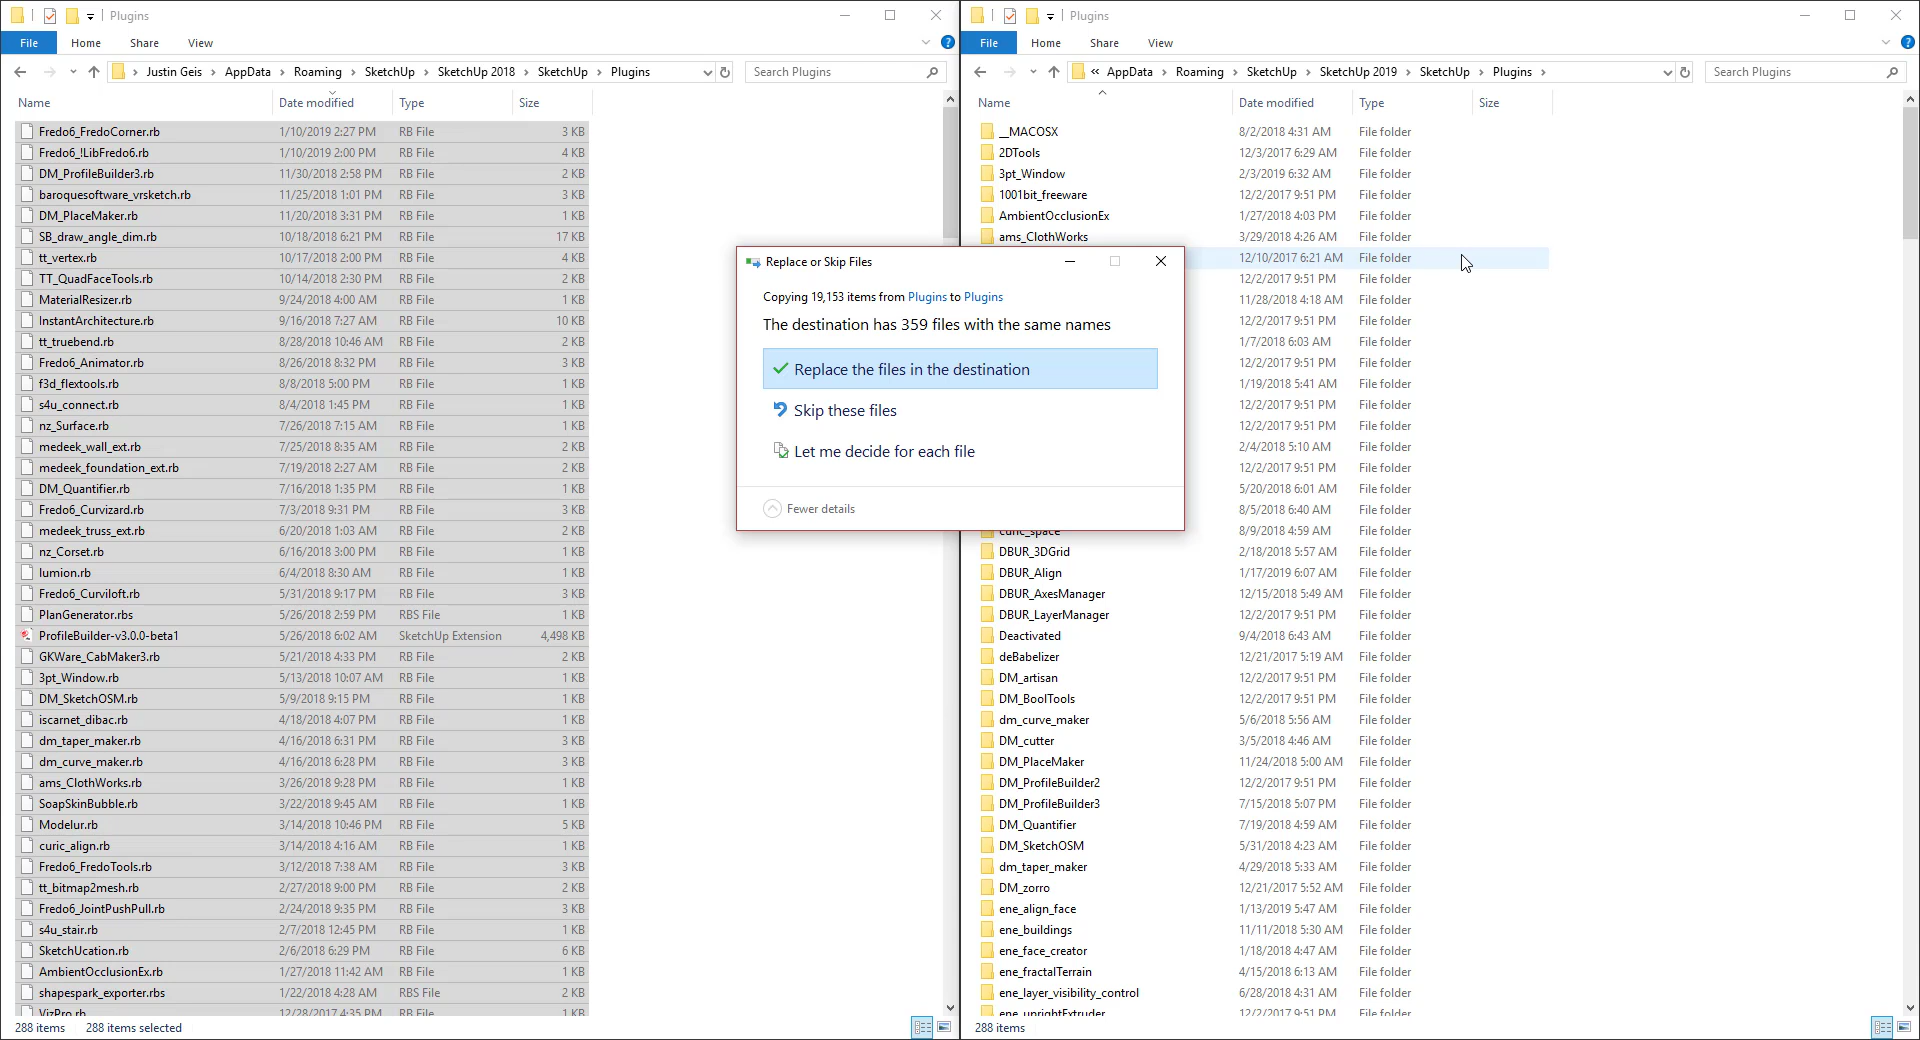 Plugins
File Home Share View
Justin Geis AppData Roaming SketchUp SketchUp 2018 SketchUp Plugins
Search Plugins
Name Date modified Type Size
Fredo6_FredoCorner.rb 1/10/2019 2:27 PM RB File 3 KB
Fredo6_!LibFredo6.rb 1/10/2019 2:00 PM RB File 4 KB
DM_ProfileBuilder3.rb 11/30/2018 2:58 PM RB File 2 KB
baroquesoftware_vrsketch.rb 11/25/2018 1:01 PM RB File 3 KB
DM_PlaceMaker.rb 11/20/2018 3:31 PM RB File 1 KB
SB_draw_angle_dim.rb 10/18/2018 6:21 PM RB File 17 KB
tt_vertex.rb 10/17/2018 2:00 PM RB File 4 KB
TT_QuadFaceTools.rb 10/14/2018 2:30 PM RB File 2 KB
MaterialResizer.rb 9/24/2018 4:00 AM RB File 1 KB
InstantArchitecture.rb 9/16/2018 7:27 AM RB File 10 KB
tt_truebend.rb 8/28/2018 10:46 AM RB File 2 KB
Fredo6_Animator.rb 8/26/2018 8:32 PM RB File 3 KB
f3d_flextools.rb 8/8/2018 5:00 PM RB File 1 KB
s4u_connect.rb 8/4/2018 1:45 PM RB File 1 KB
nz_Surface.rb 7/26/2018 7:15 AM RB File 1 KB
medeek_wall_ext.rb 7/25/2018 8:35 AM RB File 2 KB
medeek_foundation_ext.rb 7/19/2018 2:27 AM RB File 2 KB
DM_Quantifier.rb 7/16/2018 1:35 PM RB File 1 KB
Fredo6_Curvizard.rb 7/3/2018 9:31 PM RB File 3 KB
medeek_truss_ext.rb 6/20/2018 1:03 AM RB File 2 KB
nz_Corset.rb 6/16/2018 3:00 PM RB File 1 KB
lumion.rb 6/4/2018 8:30 AM RB File 1 KB
Fredo6_Curviloft.rb 5/31/2018 9:17 PM RB File 3 KB
PlanGenerator.rbs 5/26/2018 2:59 PM RBS File 1 KB
ProfileBuilder-v3.0.0-beta1 5/26/2018 6:02 AM SketchUp Extension 4,498 KB
GKWare_CabMaker3.rb 5/21/2018 4:33 PM RB File 2 KB
3pt_Window.rb 5/13/2018 10:07 AM RB File 1 KB
DM_SketchOSM.rb 5/9/2018 9:15 PM RB File 1 KB
iscarnet_dibac.rb 4/18/2018 4:07 PM RB File 1 KB
dm_taper_maker.rb 4/16/2018 6:31 PM RB File 3 KB
dm_curve_maker.rb 4/16/2018 6:28 PM RB File 3 KB
ams_ClothWorks.rb 3/26/2018 9:28 PM RB File 1 KB
SoapSkinBubble.rb 3/22/2018 9:45 AM RB File 1 KB
Modelur.rb 3/14/2018 10:46 PM RB File 5 KB
curic_align.rb 3/14/2018 4:16 AM RB File 1 KB
Fredo6_FredoTools.rb 3/12/2018 7:38 AM RB File 3 KB
tt_bitmap2mesh.rb 2/27/2018 9:00 PM RB File 2 KB
Fredo6_JointPushPull.rb 2/24/2018 9:35 PM RB File 3 KB
s4u_stair.rb 2/7/2018 12:45 PM RB File 1 KB
SketchUcation.rb 2/6/2018 6:29 PM RB File 6 KB
AmbientOcclusionEx.rb 1/27/2018 11:42 AM RB File 1 KB
shapespark_exporter.rbs 1/22/2018 4:28 AM RBS File 2 KB
VizPro.rb 12/28/2017 4:35 PM RB File 1 KB
288 items 288 items selected
Plugins
File Home Share View
« AppData Roaming SketchUp SketchUp 2019 SketchUp Plugins
Search Plugins
Name Date modified Type Size
__MACOSX 8/2/2018 4:31 AM File folder
2DTools 12/3/2017 6:29 AM File folder
3pt_Window 2/3/2019 6:32 AM File folder
1001bit_freeware 12/2/2017 9:51 PM File folder
AmbientOcclusionEx 1/27/2018 4:03 PM File folder
ams_ClothWorks 3/29/2018 4:26 AM File folder
12/10/2017 6:21 AM File folder
12/2/2017 9:51 PM File folder
11/28/2018 4:18 AM File folder
12/2/2017 9:51 PM File folder
1/7/2018 6:03 AM File folder
12/2/2017 9:51 PM File folder
1/19/2018 5:41 AM File folder
12/2/2017 9:51 PM File folder
12/2/2017 9:51 PM File folder
2/4/2018 5:10 AM File folder
12/2/2017 9:51 PM File folder
5/20/2018 6:01 AM File folder
8/5/2018 6:40 AM File folder
curic_space 8/9/2018 4:59 AM File folder
DBUR_3DGrid 2/18/2018 5:57 AM File folder
DBUR_Align 1/17/2019 6:07 AM File folder
DBUR_AxesManager 12/15/2018 5:49 AM File folder
DBUR_LayerManager 12/2/2017 9:51 PM File folder
Deactivated 9/4/2018 6:43 AM File folder
deBabelizer 12/21/2017 5:19 AM File folder
DM_artisan 12/2/2017 9:51 PM File folder
DM_BoolTools 12/2/2017 9:51 PM File folder
dm_curve_maker 5/6/2018 5:56 AM File folder
DM_cutter 3/5/2018 4:46 AM File folder
DM_PlaceMaker 11/24/2018 5:00 AM File folder
DM_ProfileBuilder2 12/2/2017 9:51 PM File folder
DM_ProfileBuilder3 7/15/2018 5:07 PM File folder
DM_Quantifier 7/19/2018 4:59 AM File folder
DM_SketchOSM 5/31/2018 4:23 AM File folder
dm_taper_maker 4/29/2018 5:33 AM File folder
DM_zorro 12/21/2017 5:52 AM File folder
ene_align_face 1/13/2019 5:47 AM File folder
ene_buildings 11/11/2018 5:30 AM File folder
ene_face_creator 1/18/2018 4:47 AM File folder
ene_fractalTerrain 4/15/2018 6:13 AM File folder
ene_layer_visibility_control 6/28/2018 4:31 AM File folder
ene_uprightExtruder 12/2/2017 9:51 PM File folder
288 items
Replace or Skip Files
Copying 19,153 items from Plugins to Plugins
The destination has 359 files with the same names
Replace the files in the destination
Skip these files
Let me decide for each file
Fewer details